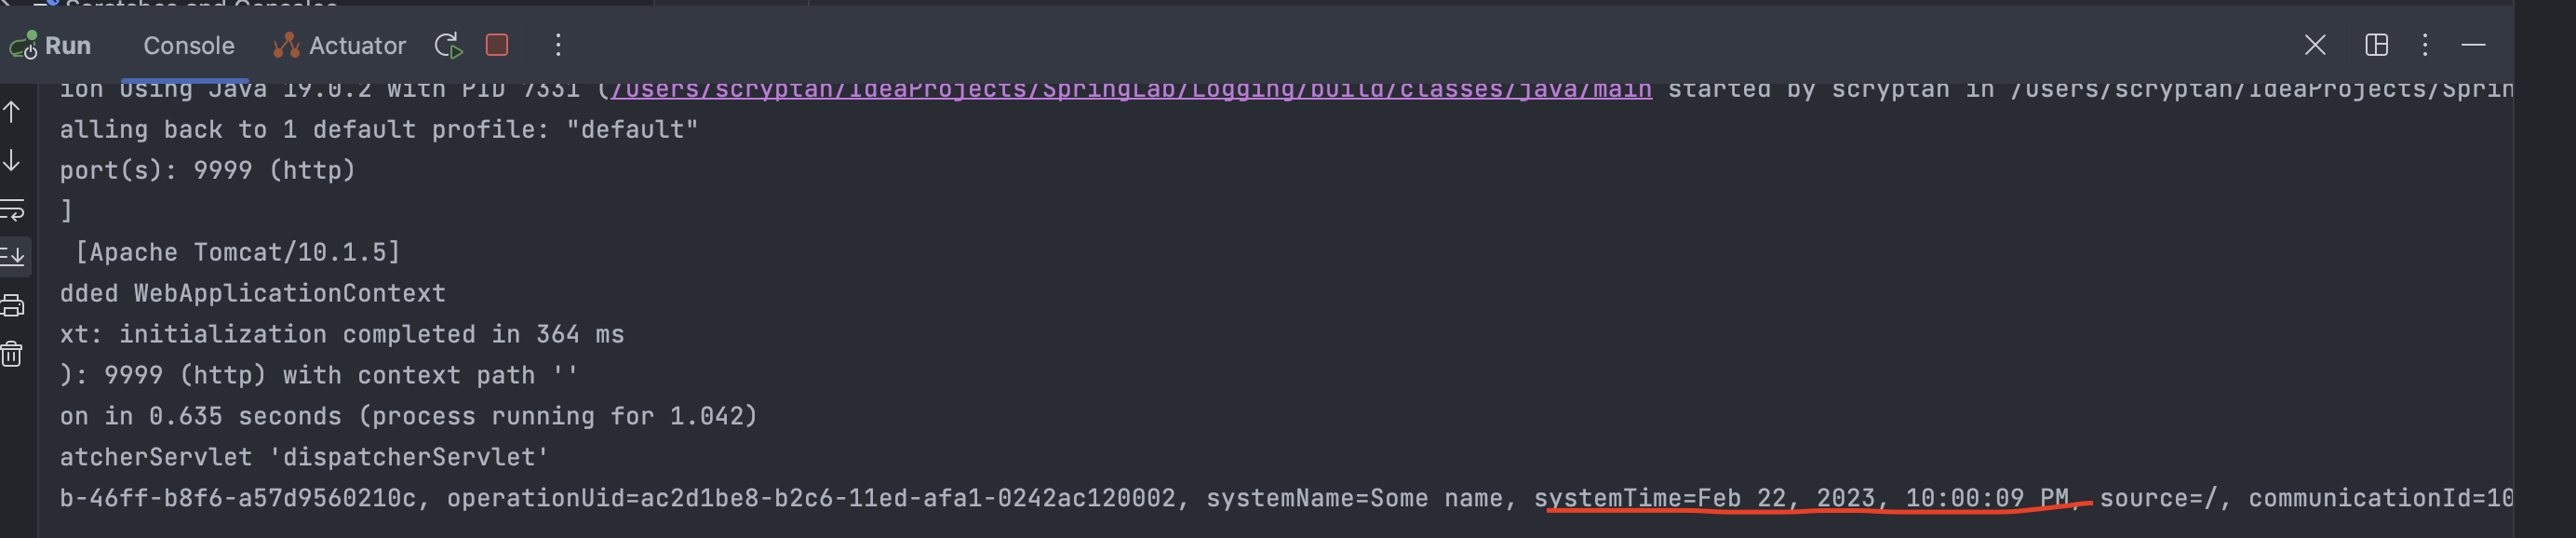 Scratches and Consoles
Run Console Actuator
ion using Java 19.0.2 with PID 7331 (/Users/scryptan/IdeaProjects/SpringLab/Logging/build/classes/java/main started by scryptan in /Users/scryptan/IdeaProjects/Sprin
alling back to 1 default profile: "default"
port(s): 9999 (http)
]
[Apache Tomcat/10.1.5]
dded WebApplicationContext
xt: initialization completed in 364 ms
): 9999 (http) with context path ''
on in 0.635 seconds (process running for 1.042)
atcherServlet 'dispatcherServlet'
b-46ff-b8f6-a57d9560210c, operationUid=ac2d1be8-b2c6-11ed-afa1-0242ac120002, systemName=Some name, systemTime=Feb 22, 2023, 10:00:09 PM, source=/, communicationId=10